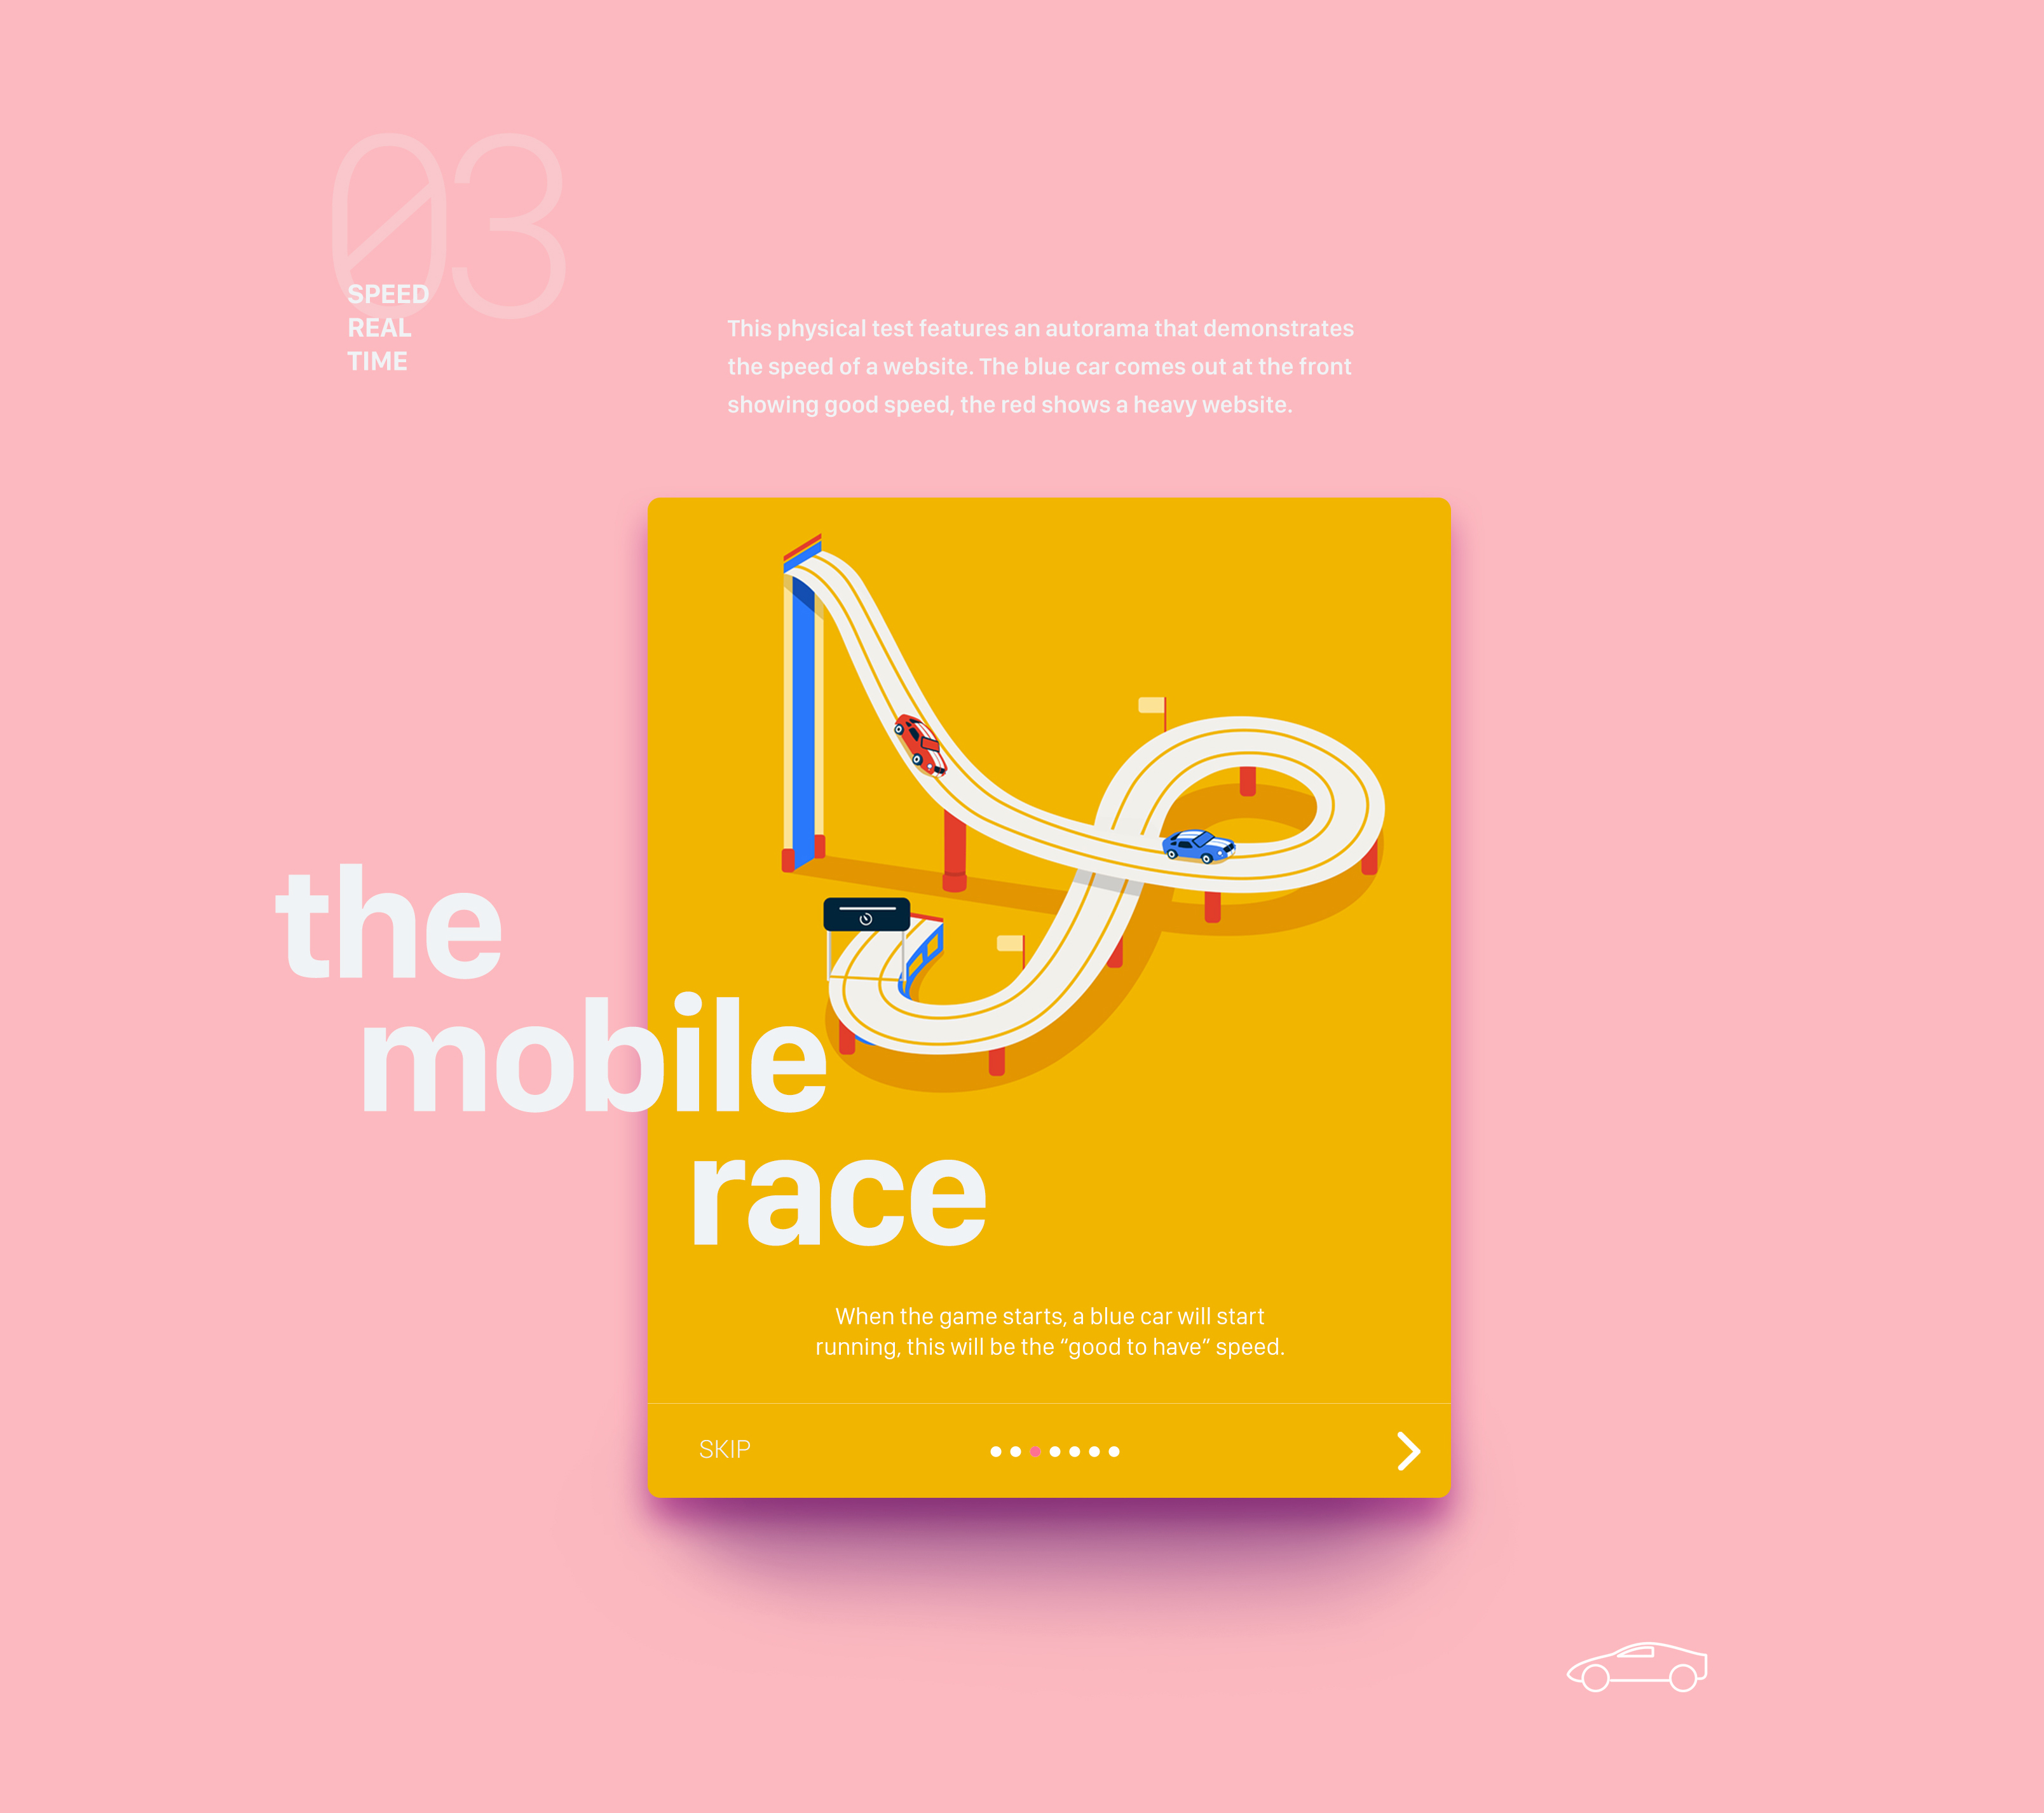 03
SPEED
REAL
TIME
This physical test features an autorama that demonstrates
the speed of a website. The blue car comes out at the front
showing good speed, the red shows a heavy website.
the
mobile
race
When the game starts, a blue car will start
running, this will be the “good to have” speed.
SKIP